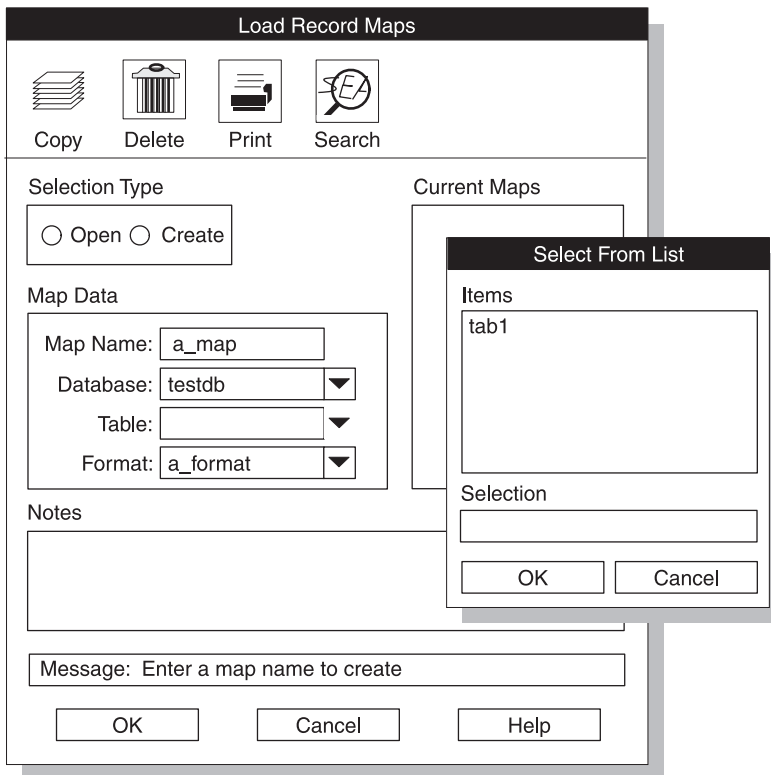 Load Record Maps
Copy Delete Print Search
SEA
Selection Type
Open Create
Current Maps
Map Data
Map Name: a_map
Database: testdb
Table:
Format: a_format
Notes
Message: Enter a map name to create
OK Cancel Help
Select From List
Items
tab1
Selection
OK Cancel